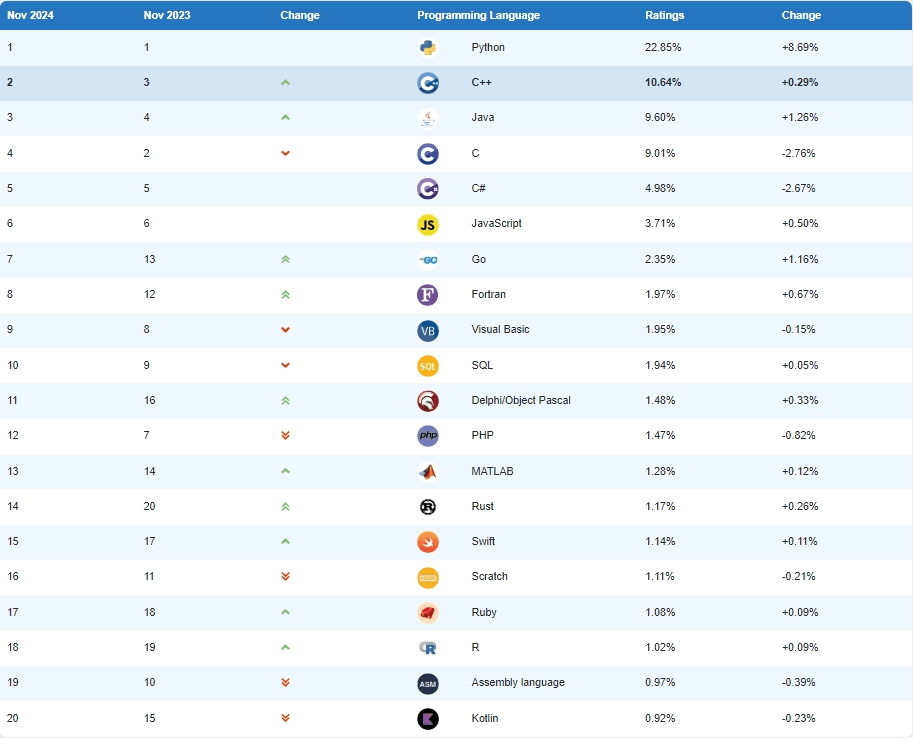 Nov 2024 Nov 2023 Change Programming Language Ratings Change
1 1 Python 22.85% +8.69%
2 3 C++ 10.64% +0.29%
3 4 Java 9.60% +1.26%
4 2 C 9.01% -2.76%
5 5 C# 4.98% -2.67%
6 6 JS JavaScript 3.71% +0.50%
7 13 GO Go 2.35% +1.16%
8 12 F Fortran 1.97% +0.67%
9 8 VB Visual Basic 1.95% -0.15%
10 9 SQL SQL 1.94% +0.05%
11 16 Delphi/Object Pascal 1.48% +0.33%
12 7 php PHP 1.47% -0.82%
13 14 MATLAB 1.28% +0.12%
14 20 R Rust 1.17% +0.26%
15 17 Swift 1.14% +0.11%
16 11 Scratch 1.11% -0.21%
17 18 Ruby 1.08% +0.09%
18 19 R R 1.02% +0.09%
19 10 ASM Assembly language 0.97% -0.39%
20 15 Kotlin 0.92% -0.23%